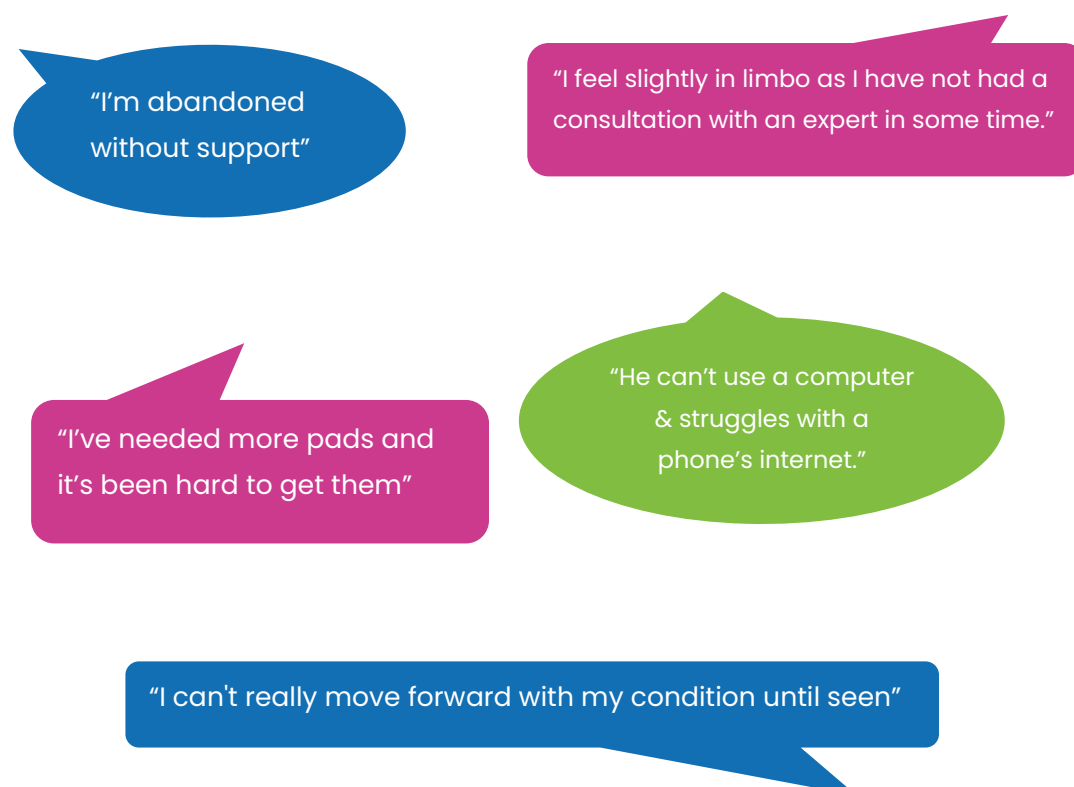 “I’m abandoned
without support”
“I feel slightly in limbo as I have not had a
consultation with an expert in some time.”
“I’ve needed more pads and
it’s been hard to get them”
“He can’t use a computer
& struggles with a
phone’s internet.”
“I can't really move forward with my condition until seen”